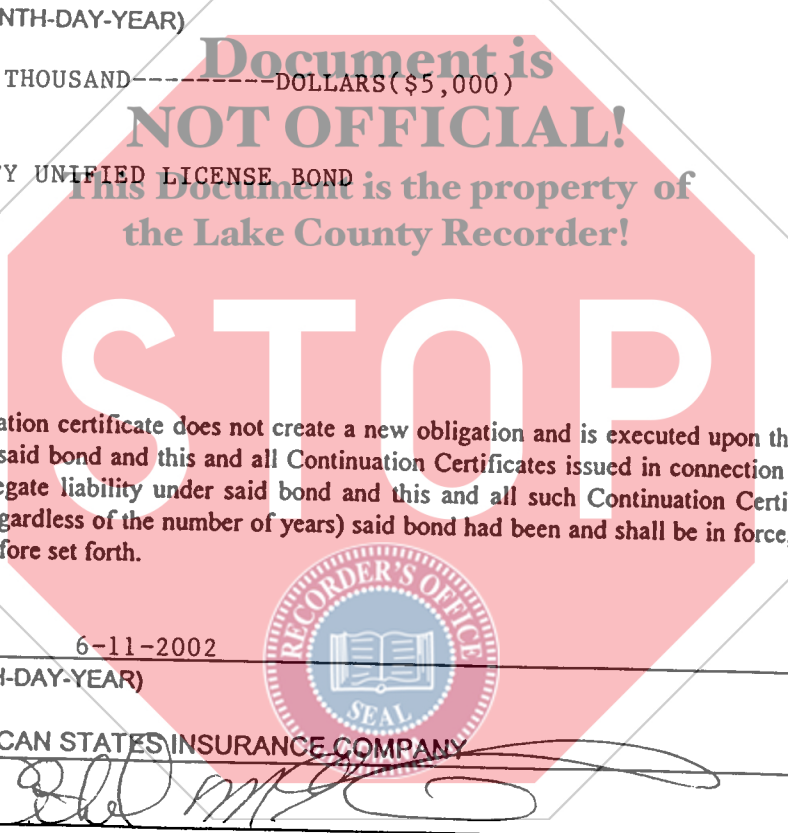 NTH-DAY-YEAR)
Document is
THOUSAND---------DOLLARS($5,000)
NOT OFFICIAL!
Y UNIFIED LICENSE BOND
This Document is the property of
the Lake County Recorder!
STOP
ation certificate does not create a new obligation and is executed upon th
said bond and this and all Continuation Certificates issued in connection
egate liability under said bond and this and all such Continuation Certi
gardless of the number of years) said bond had been and shall be in force,
fore set forth.
RECORDER'S OFFICE
SEAL
6-11-2002
H-DAY-YEAR)
CAN STATES INSURANCE COMPANY